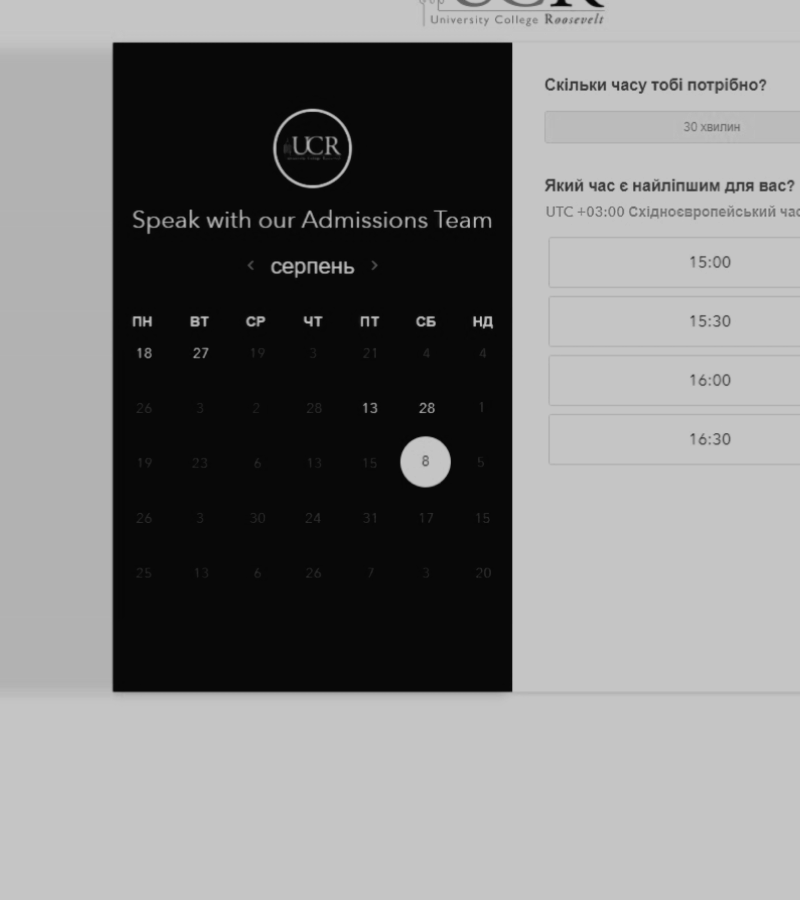 UCR
University College Roosevelt
UCR
Speak with our Admissions Team
< серпень >
ПН ВТ СР ЧТ ПТ СБ НД
18 27 19 3 21 4 4
26 3 2 28 13 28 1
19 23 6 13 15 8 5
26 3 30 24 31 17 15
25 13 6 26 7 3 20
Скільки часу тобі потрібно?
30 хвилин
Який час є найліпшим для вас?
UTC +03:00 Східноєвропейський час
15:00
15:30
16:00
16:30